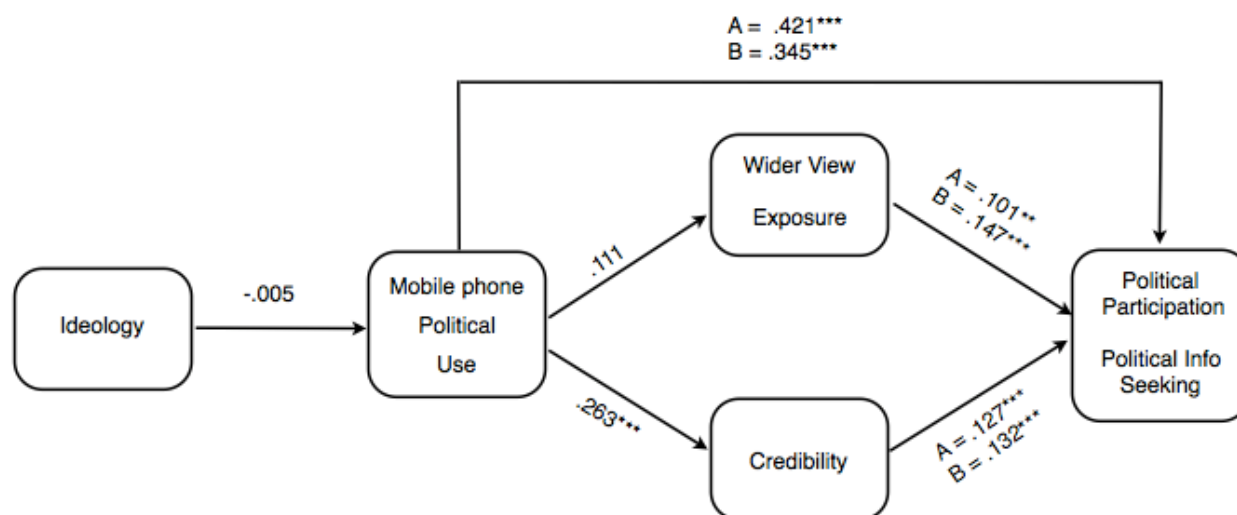 A = .421***
B = .345***
Wider View
Exposure
A = .101**
B = .147***
.111
Mobile phone
Political
Use
-.005
Ideology
Political
Participation
Political Info
Seeking
.263***
Credibility
A = .127***
B = .132***